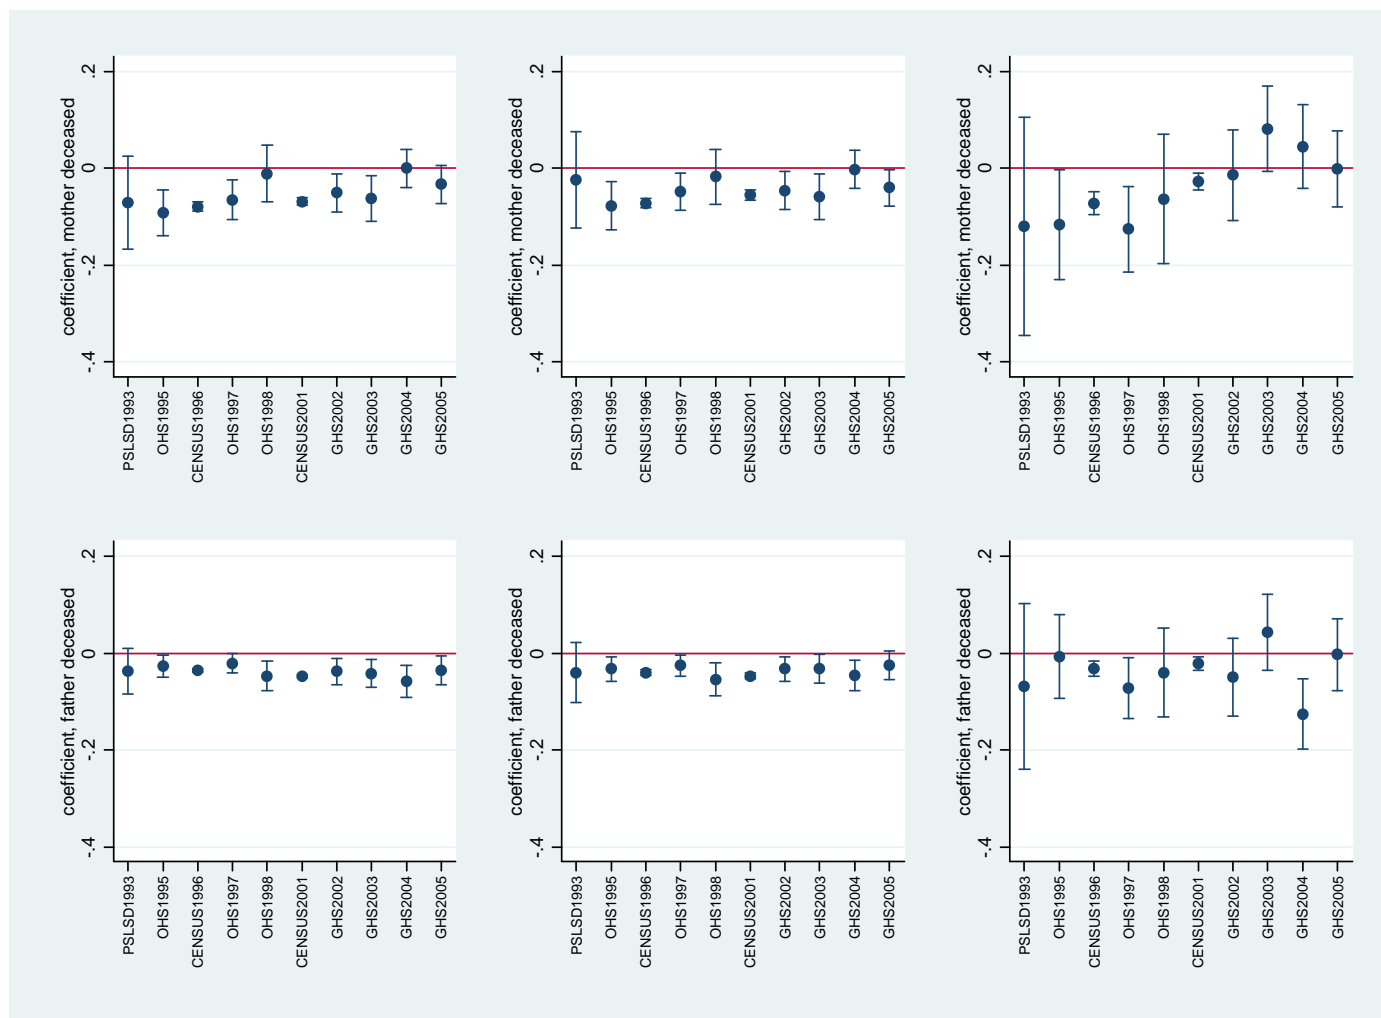 coefficient, mother deceased
.2
0
-.2
-.4
PSLSD1993
OHS1995
CENSUS1996
OHS1997
OHS1998
CENSUS2001
GHS2002
GHS2003
GHS2004
GHS2005
coefficient, mother deceased
.2
0
-.2
-.4
PSLSD1993
OHS1995
CENSUS1996
OHS1997
OHS1998
CENSUS2001
GHS2002
GHS2003
GHS2004
GHS2005
coefficient, mother deceased
.2
0
-.2
-.4
PSLSD1993
OHS1995
CENSUS1996
OHS1997
OHS1998
CENSUS2001
GHS2002
GHS2003
GHS2004
GHS2005
coefficient, father deceased
.2
0
-.2
-.4
PSLSD1993
OHS1995
CENSUS1996
OHS1997
OHS1998
CENSUS2001
GHS2002
GHS2003
GHS2004
GHS2005
coefficient, father deceased
.2
0
-.2
-.4
PSLSD1993
OHS1995
CENSUS1996
OHS1997
OHS1998
CENSUS2001
GHS2002
GHS2003
GHS2004
GHS2005
coefficient, father deceased
.2
0
-.2
-.4
PSLSD1993
OHS1995
CENSUS1996
OHS1997
OHS1998
CENSUS2001
GHS2002
GHS2003
GHS2004
GHS2005